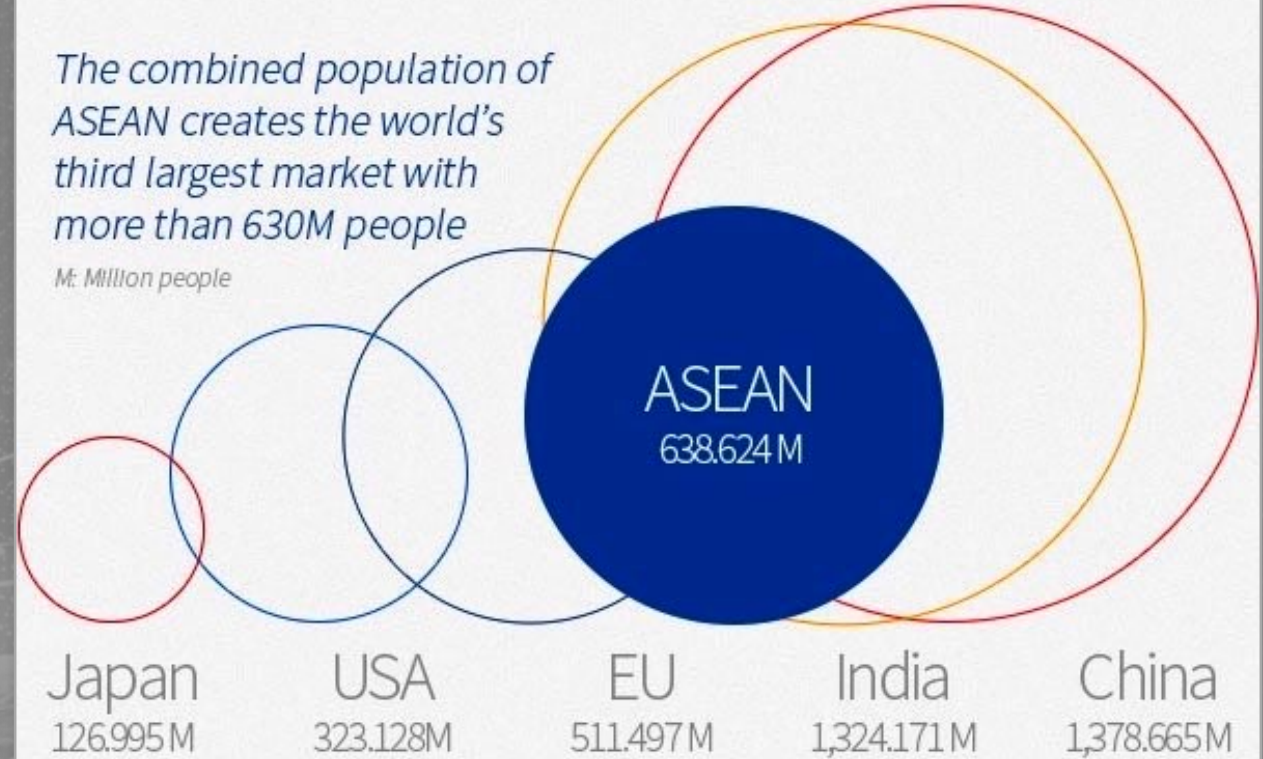 The combined population of
ASEAN creates the world’s
third largest market with
more than 630M people
M: Million people
ASEAN
638.624 M
Japan USA EU India China
126.995 M 323.128M 511.497 M 1,324.171 M 1,378.665 M